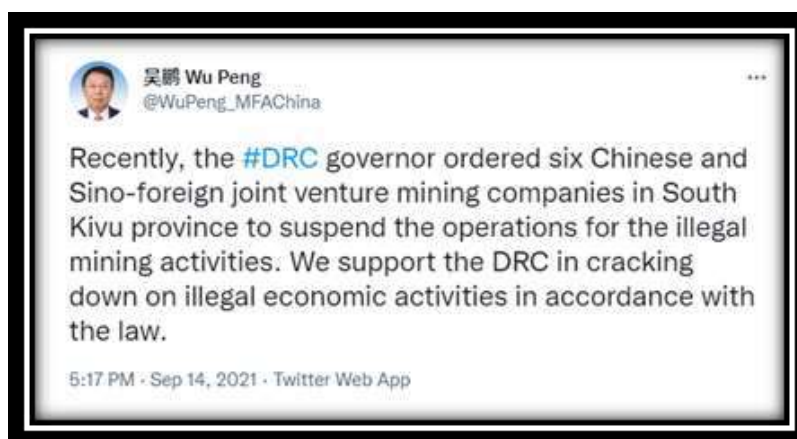 吴鹏 Wu Peng
@WuPeng_MFAChina
Recently, the #DRC governor ordered six Chinese and
Sino-foreign joint venture mining companies in South
Kivu province to suspend the operations for the illegal
mining activities. We support the DRC in cracking
down on illegal economic activities in accordance with
the law.
5:17 PM · Sep 14, 2021 · Twitter Web App